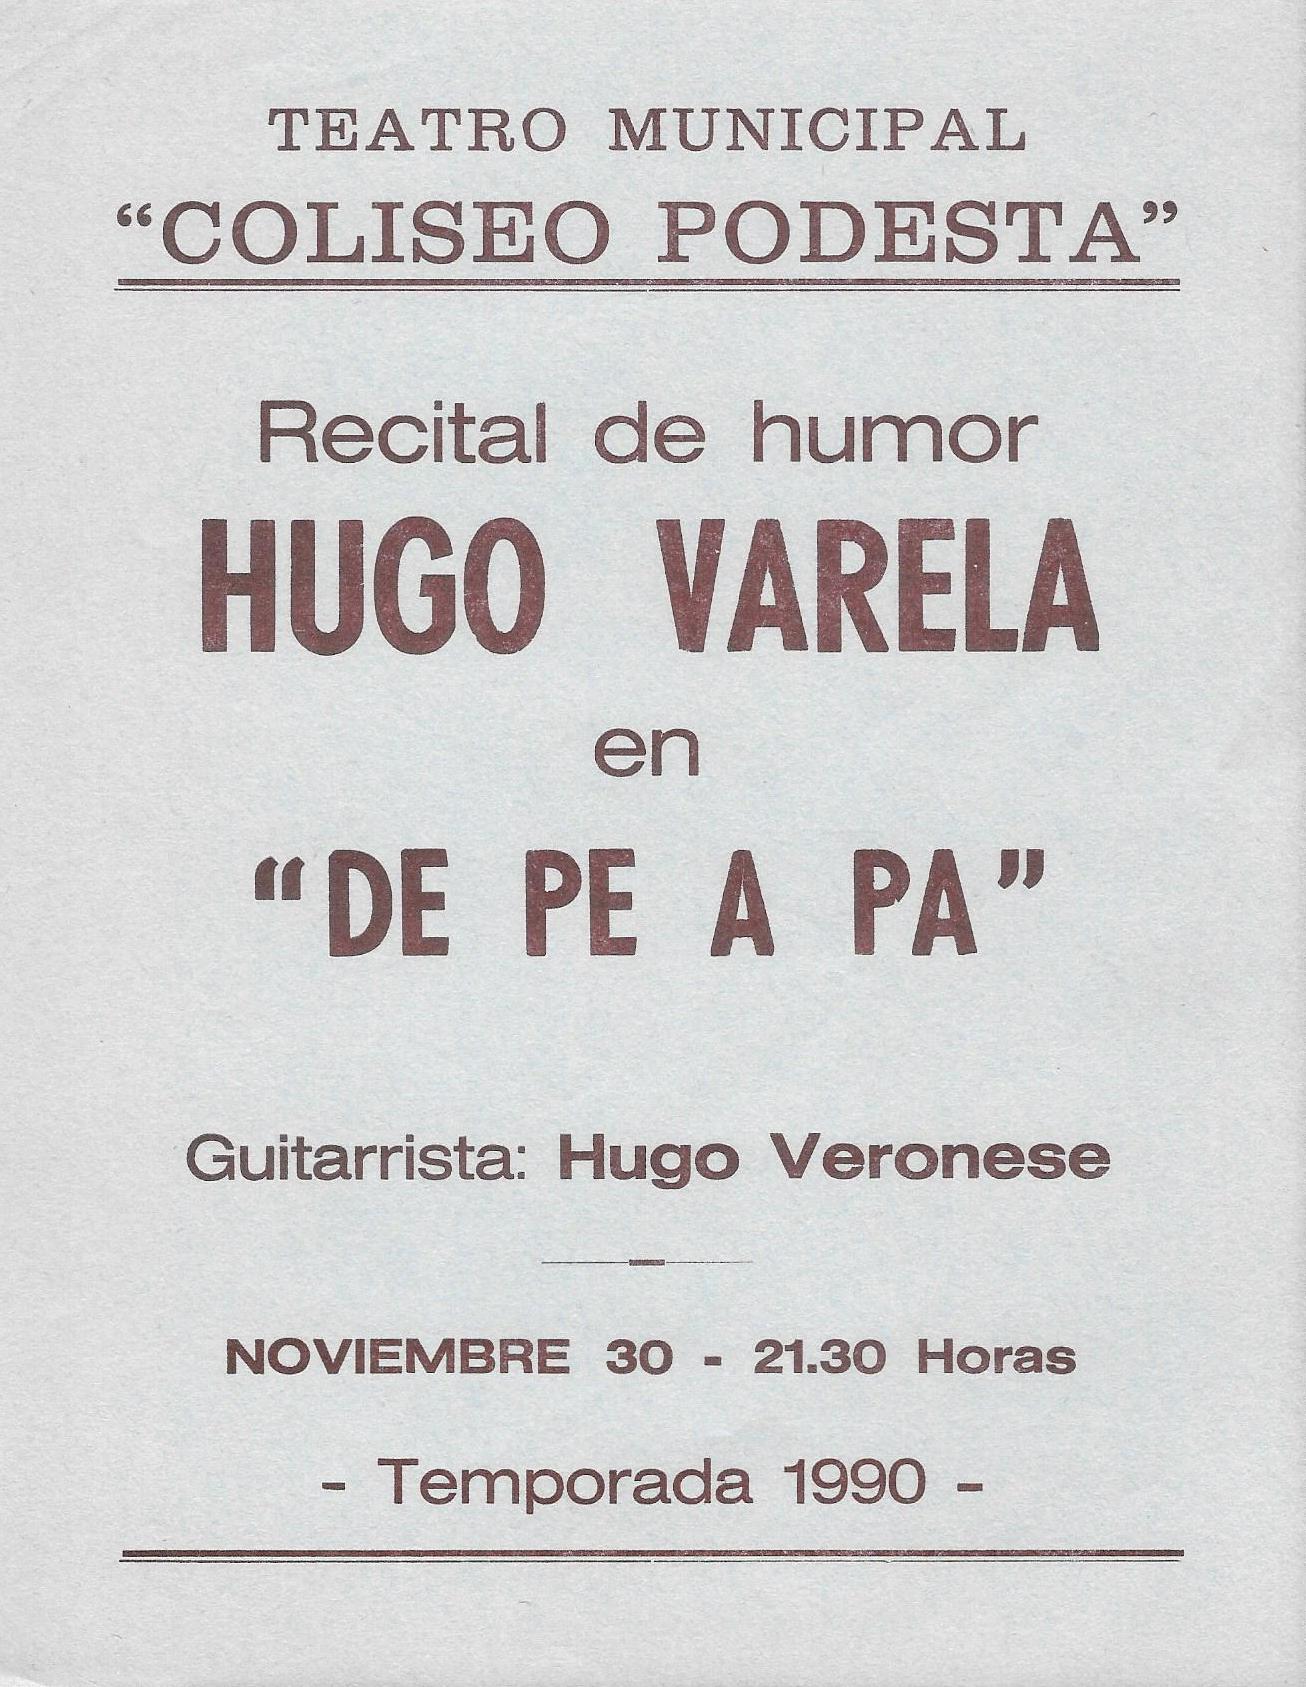 TEATRO MUNICIPAL
“COLISEO PODESTA”
Recital de humor
HUGO VARELA
en
“DE PE A PA”
Guitarrista: Hugo Veronese
NOVIEMBRE 30 - 21.30 Horas
- Temporada 1990 -